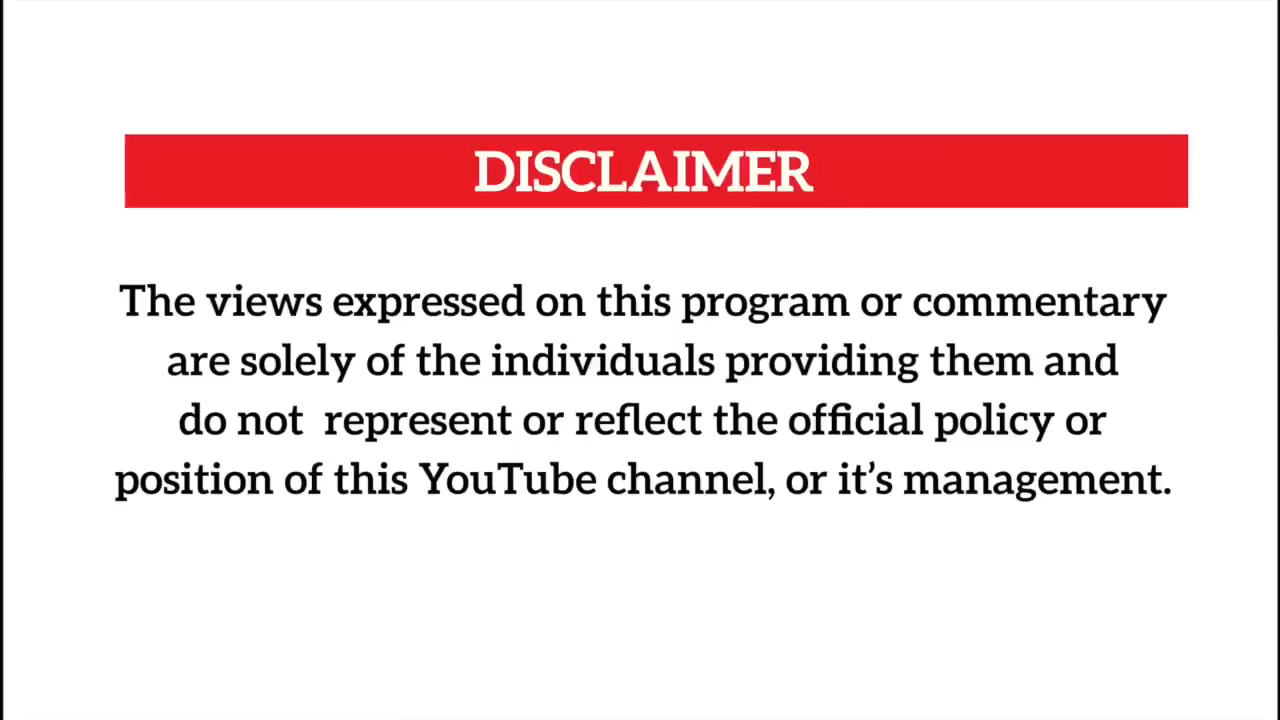 DISCLAIMER
The views expressed on this program or commentary
are solely of the individuals providing them and
do not  represent or reflect the official policy or
position of this YouTube channel, or it’s management.